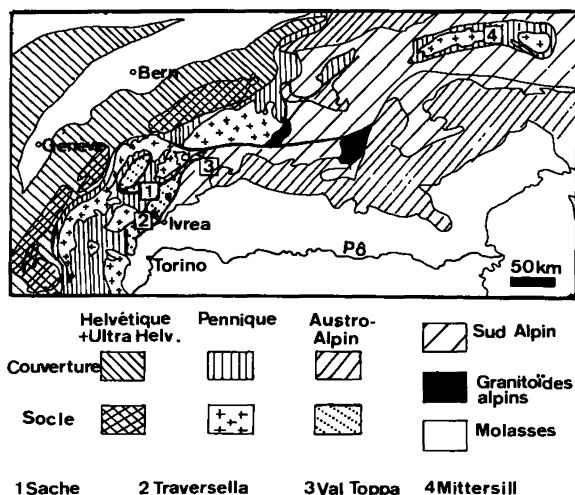 Bern
Genève
4
3
1
2
Ivrea
Torino
Pô
50km
Helvétique Pennique Austro-
+Ultra Helv. Alpin
Sud Alpin
Couverture
Granitoïdes
alpins
Socle
Molasses
1 Sache 2 Traversella 3 Val Toppa 4 Mittersill